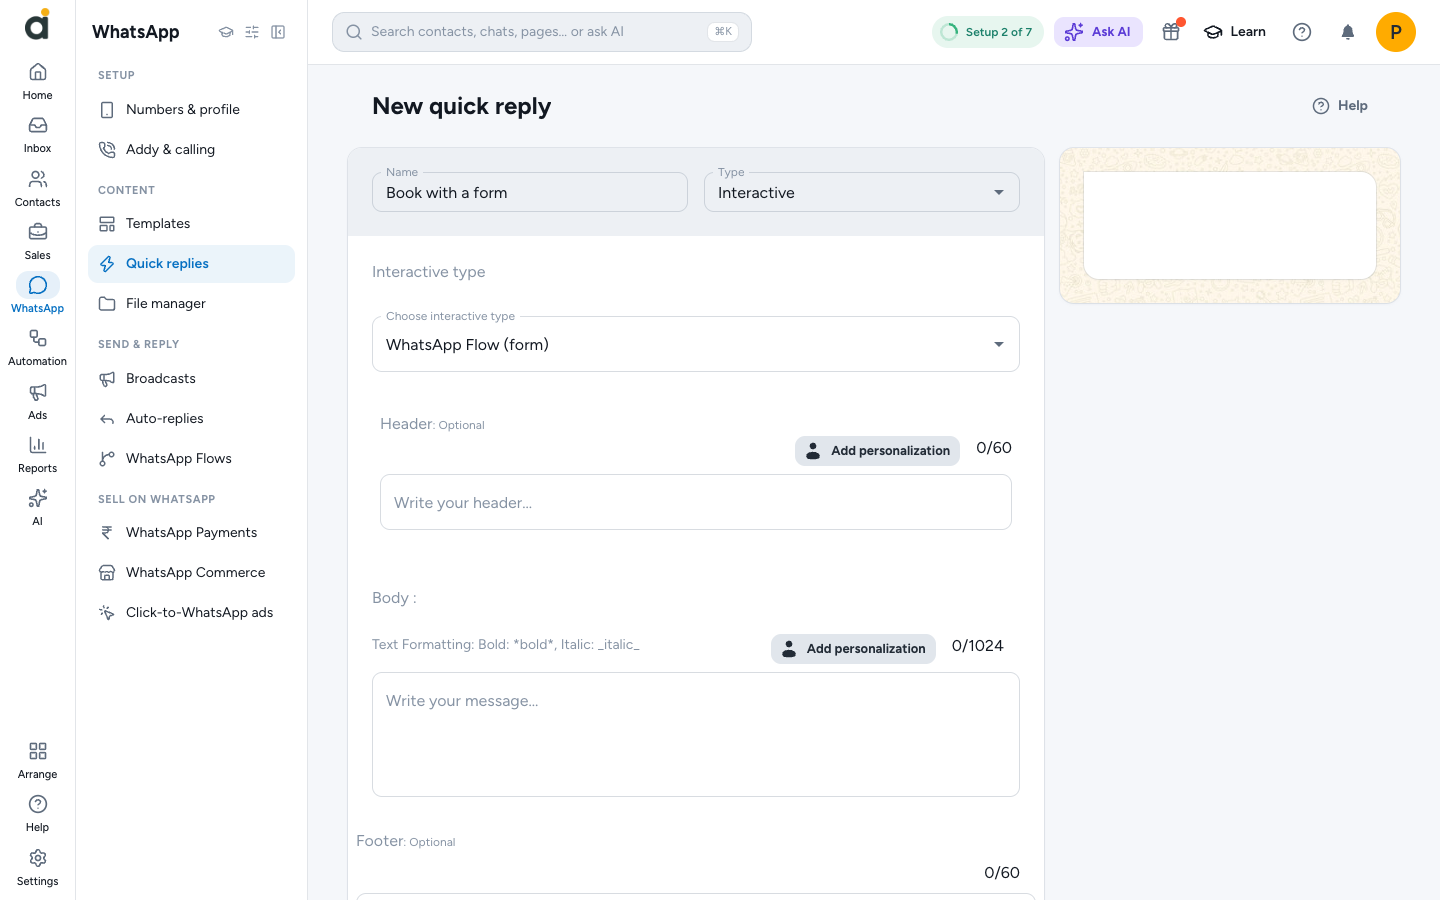 Search contacts, chats, pages... or ask AI
⌘K
Setup 2 of 7
Ask AI
Learn
P
Home
Inbox
Contacts
Sales
WhatsApp
Automation
Ads
Reports
AI
Arrange
Help
Settings
WhatsApp
SETUP
Numbers & profile
Addy & calling
CONTENT
Templates
Quick replies
File manager
SEND & REPLY
Broadcasts
Auto-replies
WhatsApp Flows
SELL ON WHATSAPP
WhatsApp Payments
WhatsApp Commerce
Click-to-WhatsApp ads
New quick reply
Help
Name
Book with a form
Type
Interactive
Interactive type
Choose interactive type
WhatsApp Flow (form)
Header: Optional
Add personalization
0/60
Write your header...
Body :
Text Formatting: Bold: *bold*, Italic: _italic_
Add personalization
0/1024
Write your message...
Footer: Optional
0/60